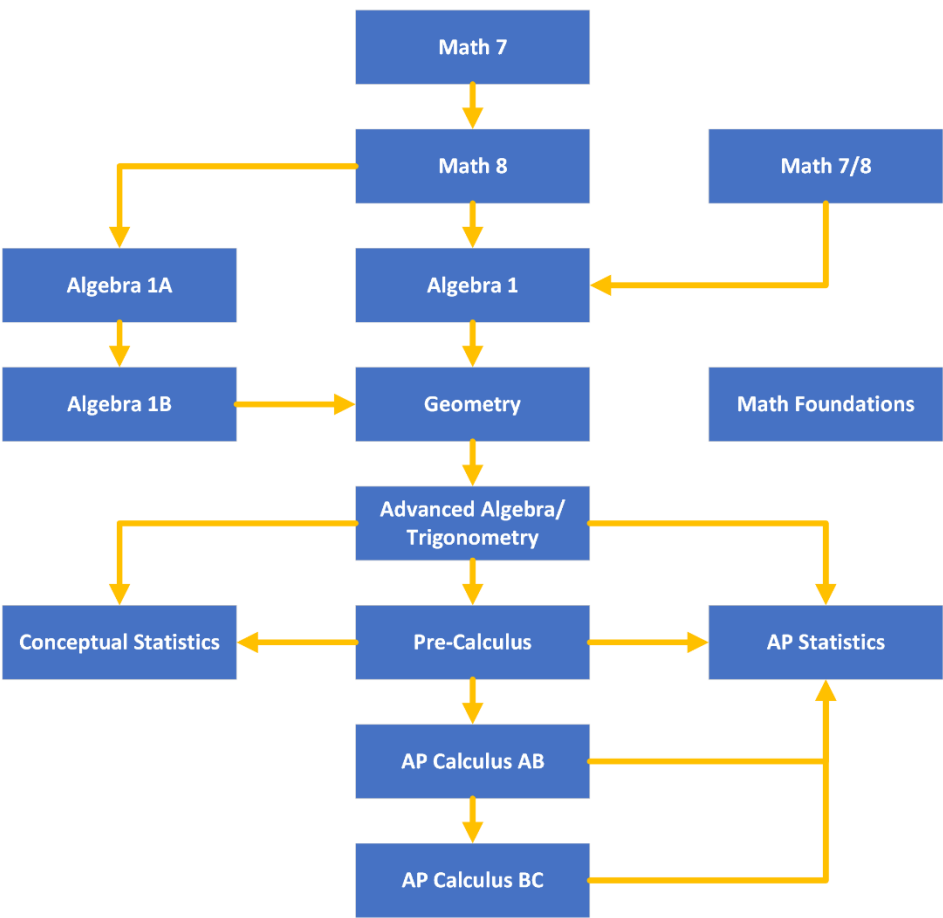 Math 7
Math 8
Math 7/8
Algebra 1A
Algebra 1
Algebra 1B
Geometry
Math Foundations
Advanced Algebra/
Trigonometry
Conceptual Statistics
Pre-Calculus
AP Statistics
AP Calculus AB
AP Calculus BC